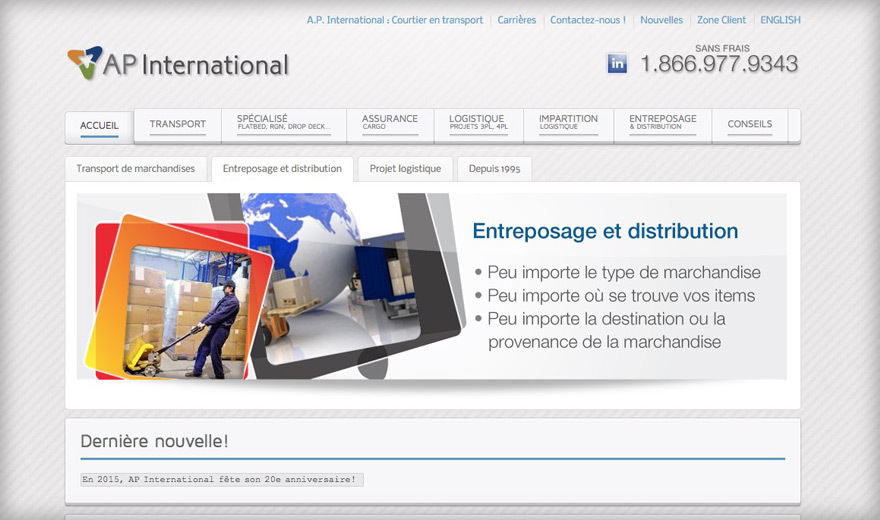 A.P. International : Courtier en transport
Carrières
Contactez-nous !
Nouvelles
Zone Client
ENGLISH
AP International
SANS FRAIS
in 1.866.977.9343
ACCUEIL
TRANSPORT
SPÉCIALISÉ
FLATBED, RGN, DROP DECK...
ASSURANCE
CARGO
LOGISTIQUE
PROJETS 3PL, 4PL
IMPARTITION
LOGISTIQUE
ENTREPOSAGE
& DISTRIBUTION
CONSEILS
Transport de marchandises
Entreposage et distribution
Projet logistique
Depuis 1995
Entreposage et distribution
• Peu importe le type de marchandise
• Peu importe où se trouve vos items
• Peu importe la destination ou la
provenance de la marchandise
Dernière nouvelle!
En 2015, AP International fête son 20e anniversaire!